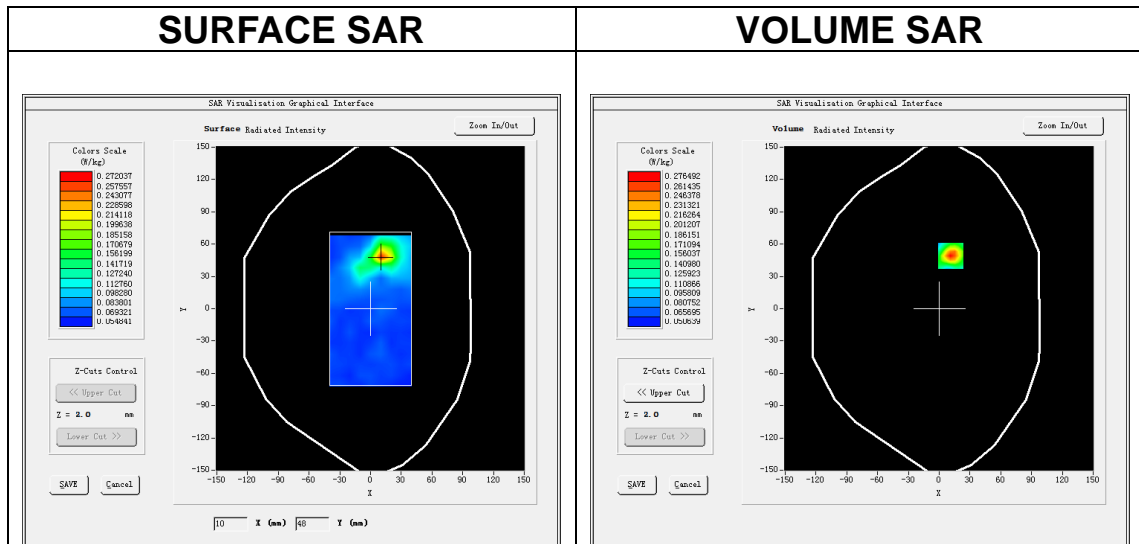 SURFACE SAR
VOLUME SAR
SAR Visualisation Graphical Interface
Surface Radiated Intensity
Zoom In/Out
Colors Scale
(W/kg)
0.272037
0.257557
0.243077
0.228598
0.214118
0.199638
0.185158
0.170679
0.156199
0.141719
0.127240
0.112760
0.098280
0.083801
0.069321
0.054841
150
120
90
60
30
0
-30
-60
-90
-120
-150
Y
-150 -120 -90 -60 -30 0 30 60 90 120 150
X
Z-Cuts Control
<< Upper Cut
Z = 2.0 mm
Lower Cut >>
SAVE Cancel
10 X (mm) 48 Y (mm)
SAR Visualisation Graphical Interface
Volume Radiated Intensity
Zoom In/Out
Colors Scale
(W/kg)
0.276492
0.261435
0.246378
0.231321
0.216264
0.201207
0.186151
0.171094
0.156037
0.140980
0.125923
0.110866
0.095809
0.080752
0.065695
0.050639
150
120
90
60
30
0
-30
-60
-90
-120
-150
Y
-150 -120 -90 -60 -30 0 30 60 90 120 150
X
Z-Cuts Control
<< Upper Cut
Z = 2.0 mm
Lower Cut >>
SAVE Cancel